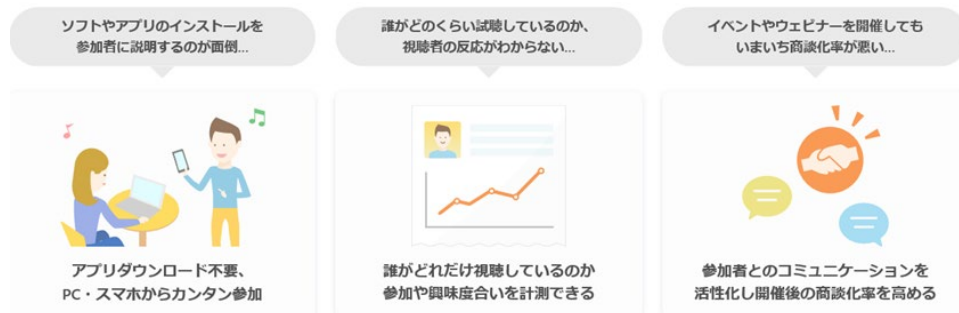 ソフトやアプリのインストールを
参加者に説明するのが面倒...
誰がどのくらい試聴しているのか、
視聴者の反応がわからない...
イベントやウェビナーを開催しても
いまいち商談化率が悪い...
アプリダウンロード不要、
PC・スマホからカンタン参加
誰がどれだけ視聴しているのか
参加や興味度合いを計測できる
参加者とのコミュニケーションを
活性化し開催後の商談化率を高める